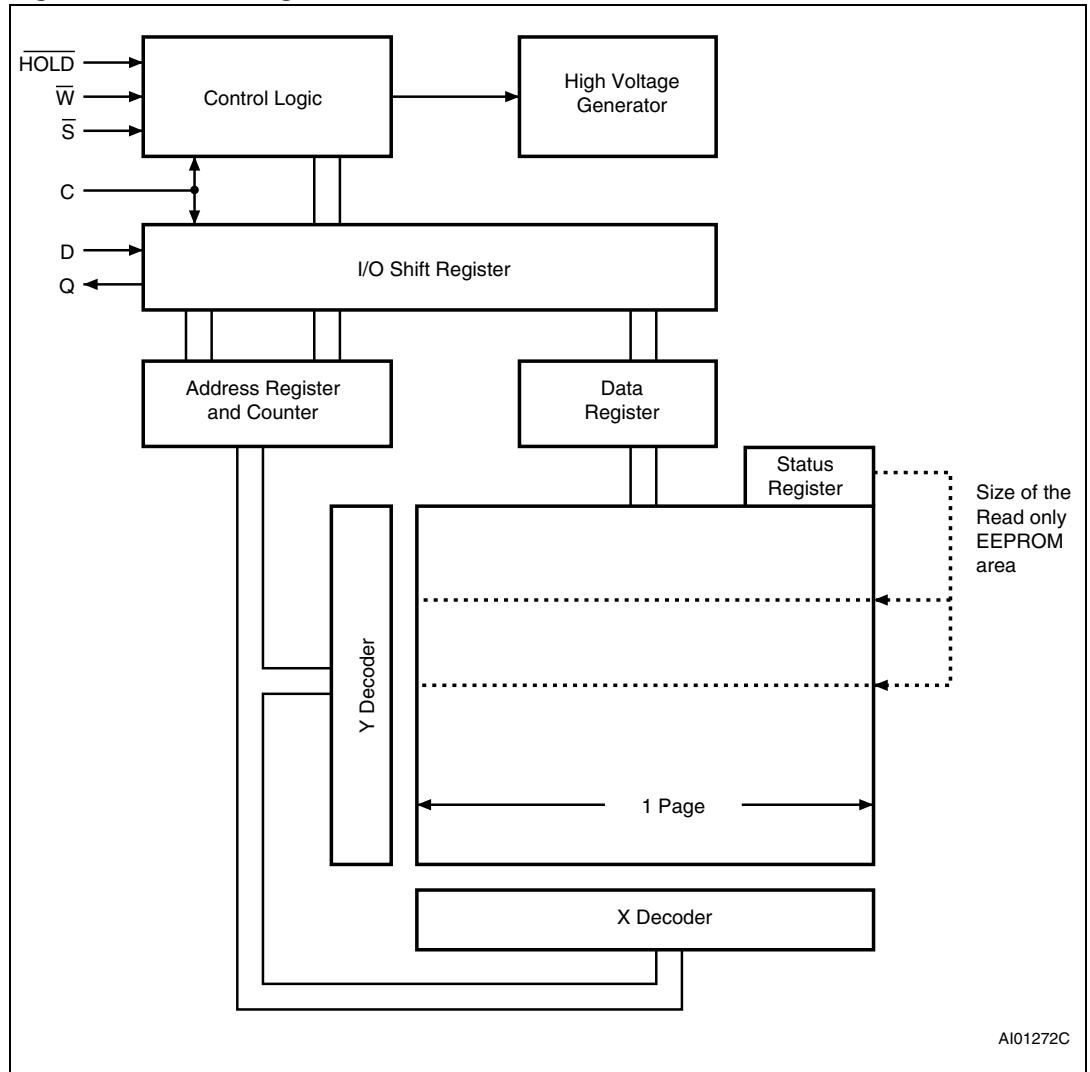 HOLD
W
S
C
D
Q
Control Logic
High Voltage
Generator
I/O Shift Register
Address Register
and Counter
Data
Register
Status
Register
Size of the
Read only
EEPROM
area
Y Decoder
1 Page
X Decoder
AI01272C